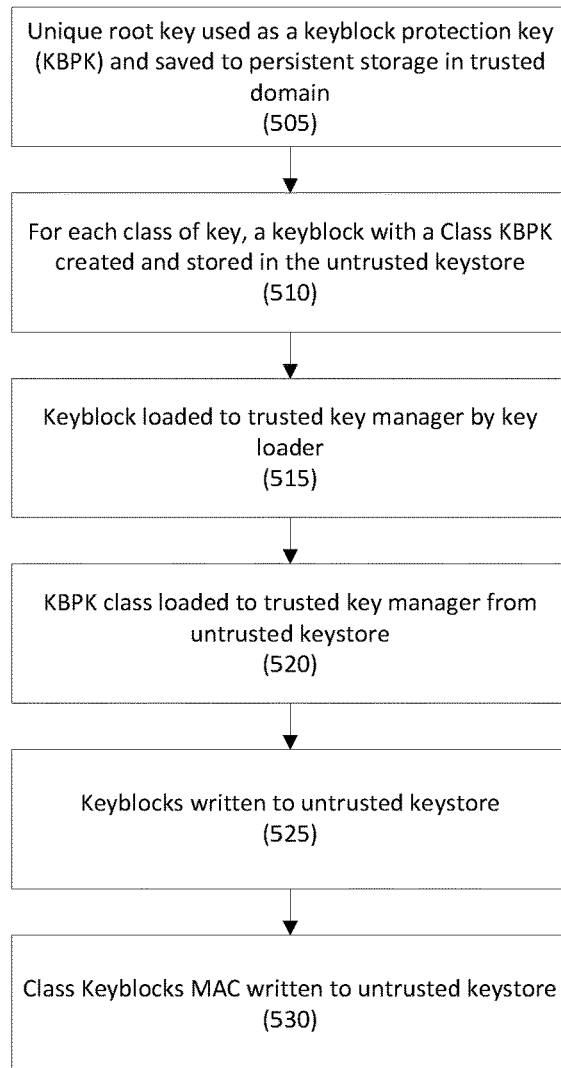 Unique root key used as a keyblock protection key
(KBPK) and saved to persistent storage in trusted
domain
(505)
For each class of key, a keyblock with a Class KBPK
created and stored in the untrusted keystore
(510)
Keyblock loaded to trusted key manager by key
loader
(515)
KBPK class loaded to trusted key manager from
untrusted keystore
(520)
Keyblocks written to untrusted keystore
(525)
Class Keyblocks MAC written to untrusted keystore
(530)